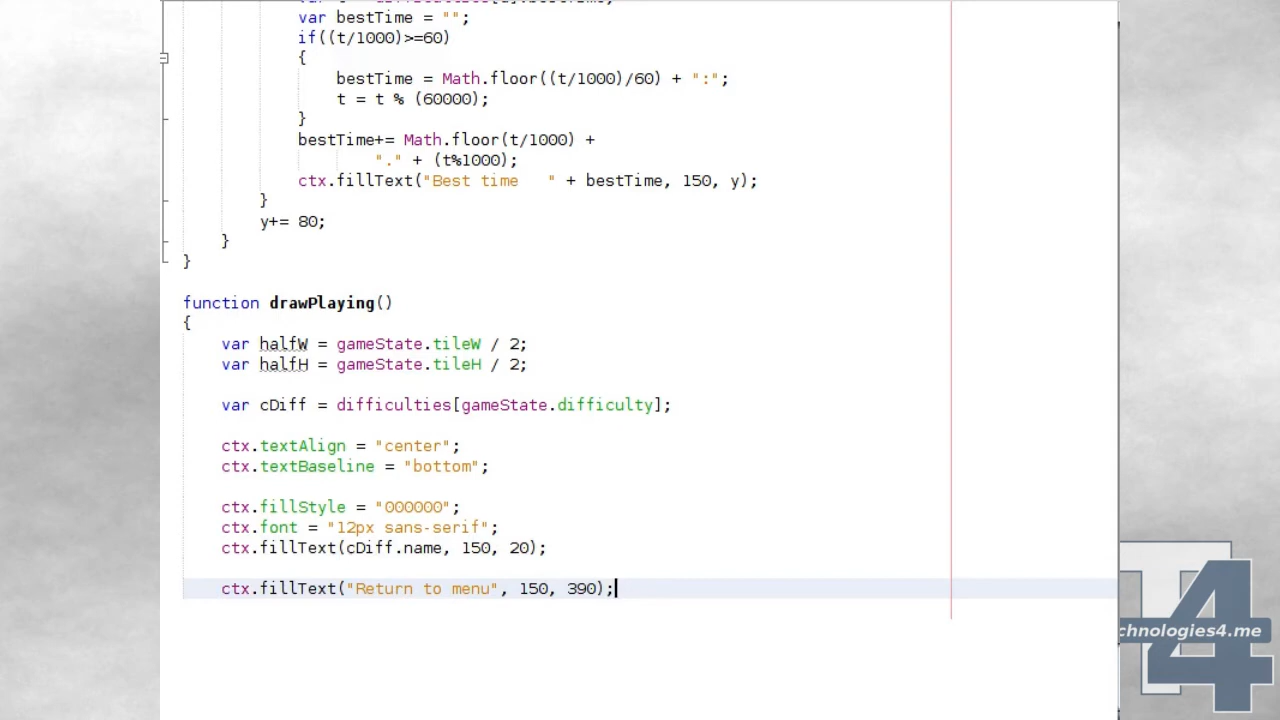 var bestTime = "";
if((t/1000)>=60)
{
bestTime = Math.floor((t/1000)/60) + ":";
t = t % (60000);
}
bestTime+= Math.floor(t/1000) +
"." + (t%1000);
ctx.fillText("Best time   " + bestTime, 150, y);
}
y+= 80;
}
}
function drawPlaying()
{
var halfW = gameState.tileW / 2;
var halfH = gameState.tileH / 2;
var cDiff = difficulties[gameState.difficulty];
ctx.textAlign = "center";
ctx.textBaseline = "bottom";
ctx.fillStyle = "000000";
ctx.font = "12px sans-serif";
ctx.fillText(cDiff.name, 150, 20);
ctx.fillText("Return to menu", 150, 390);
chnologies4.me
T4